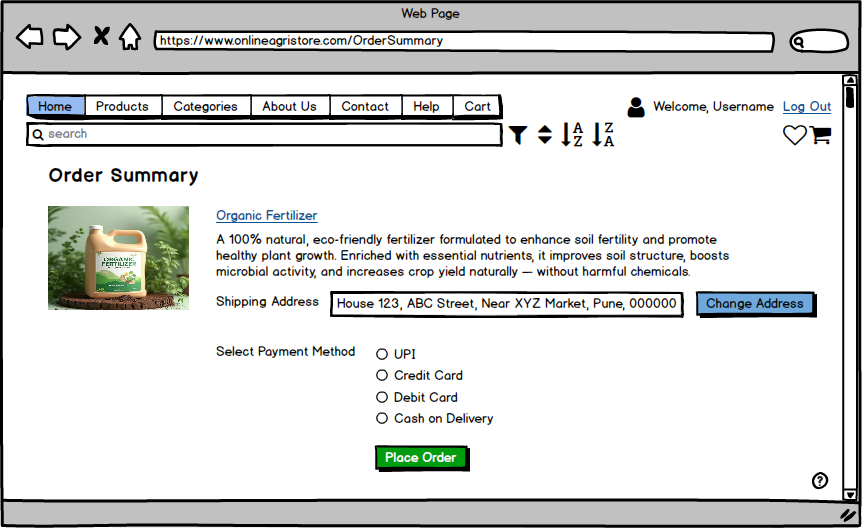 Web Page
https://www.onlineagristore.com/OrderSummary
Home Products Categories About Us Contact Help Cart
Welcome, Username Log Out
search
A
Z
Z
A
Order Summary
ORGANIC
FERTILIZER
Organic Fertilizer
A 100% natural, eco-friendly fertilizer formulated to enhance soil fertility and promote
healthy plant growth. Enriched with essential nutrients, it improves soil structure, boosts
microbial activity, and increases crop yield naturally — without harmful chemicals.
Shipping Address House 123, ABC Street, Near XYZ Market, Pune, 000000 Change Address
Select Payment Method
UPI
Credit Card
Debit Card
Cash on Delivery
Place Order
?